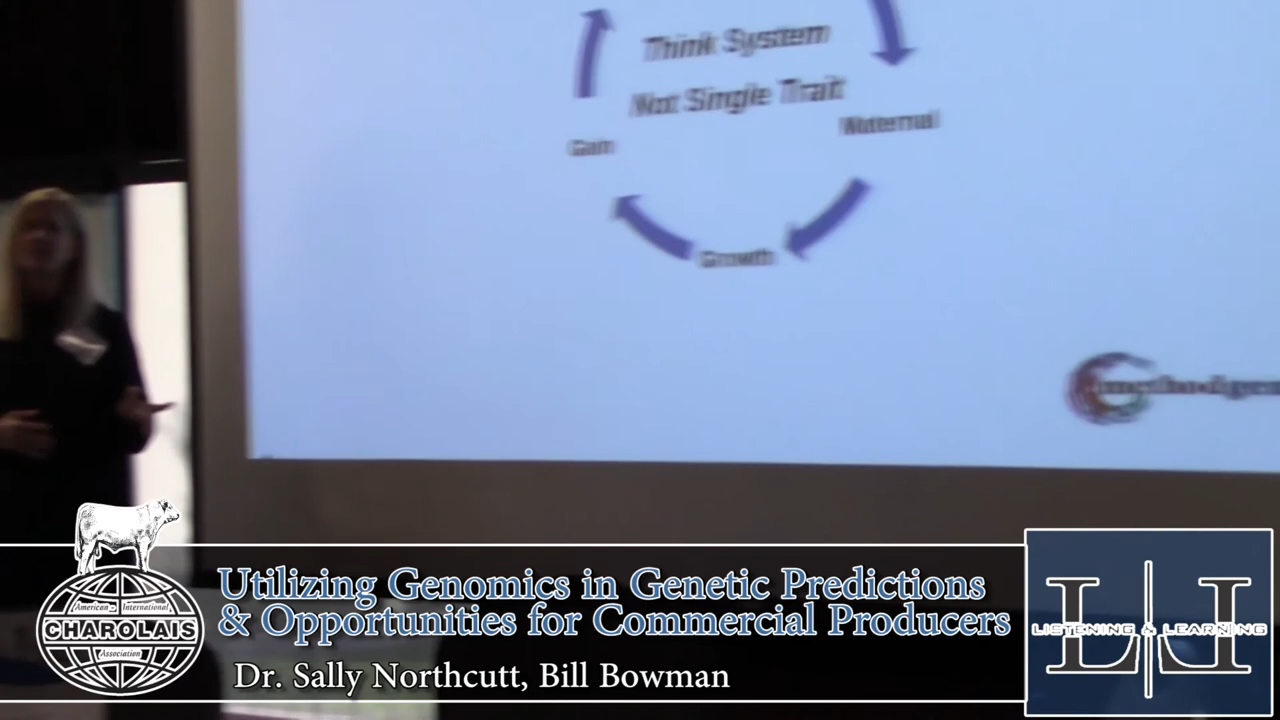 Think System
Not Single Trait
Maternal
Gain
Growth
methodgen
Utilizing Genomics in Genetic Predictions
& Opportunities for Commercial Producers
Dr. Sally Northcutt, Bill Bowman
American International
CHAROLAIS
Association
L L
LISTENING & LEARNING